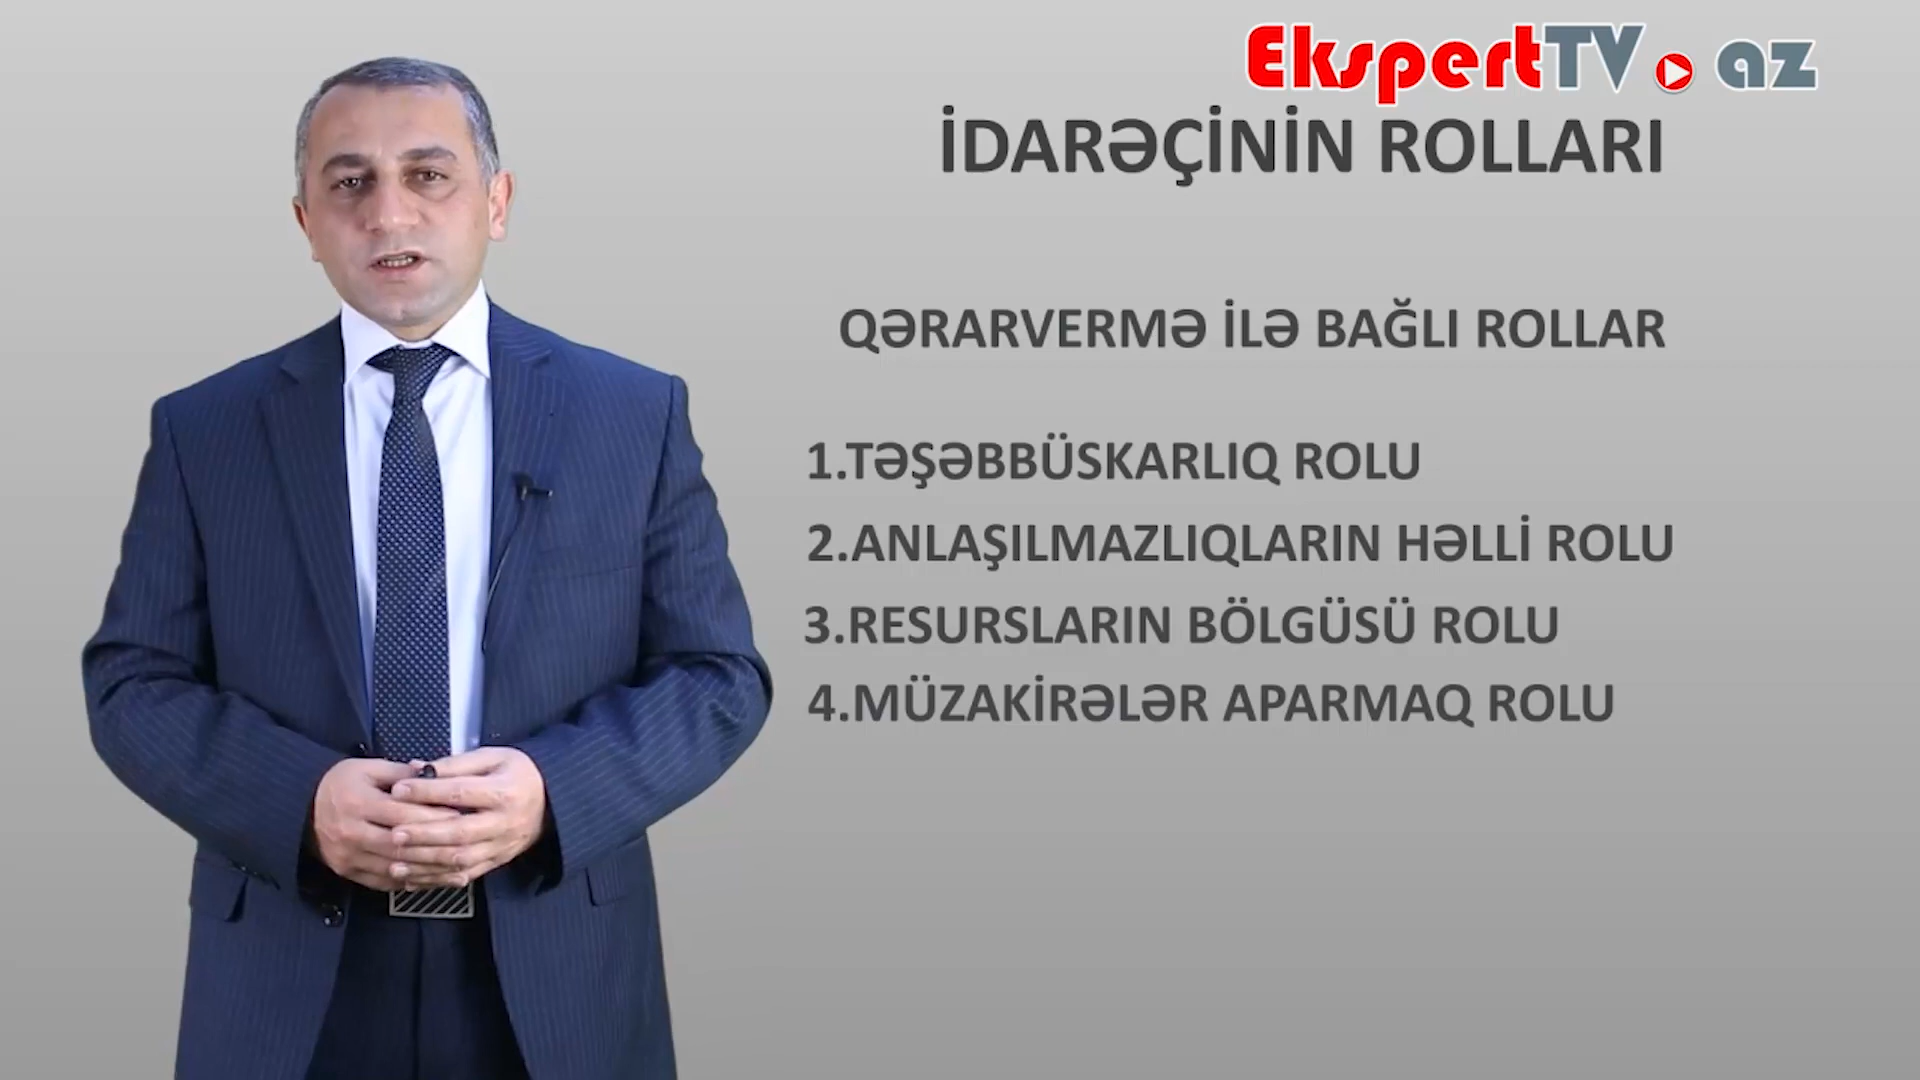 EkspertTV.az
İDARƏÇİNİN ROLLARI
QƏRARVERMƏ İLƏ BAĞLI ROLLAR
1.TƏŞƏBBÜSKARLIQ ROLU
2.ANLAŞILMAZLIQLARIN HƏLLİ ROLU
3.RESURSLARIN BÖLGÜSÜ ROLU
4.MÜZAKİRƏLƏR APARMAQ ROLU